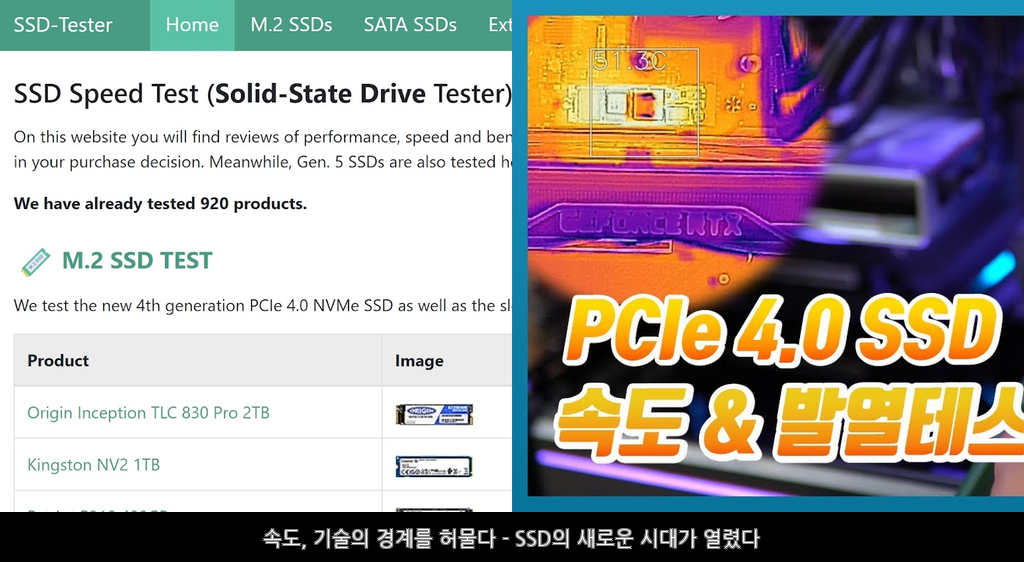 SSD-Tester Home M.2 SSDs SATA SSDs Ext
SSD Speed Test (Solid-State Drive Tester)
On this website you will find reviews of performance, speed and ben
in your purchase decision. Meanwhile, Gen. 5 SSDs are also tested h
We have already tested 920 products.
M.2 SSD TEST
We test the new 4th generation PCIe 4.0 NVMe SSD as well as the sl
Product Image
Origin Inception TLC 830 Pro 2TB
ORIGIN
Kingston NV2 1TB
51.3C
GEFORCE RTX
PCIe 4.0 SSD
속도 & 발열테스
속도, 기술의 경계를 허물다 - SSD의 새로운 시대가 열렸다